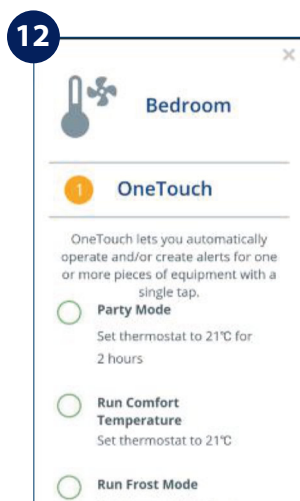 12
×
Bedroom
1 OneTouch
OneTouch lets you automatically
operate and/or create alerts for one
or more pieces of equipment with a
single tap.
Party Mode
Set thermostat to 21℃ for
2 hours
Run Comfort
Temperature
Set thermostat to 21℃
Run Frost Mode